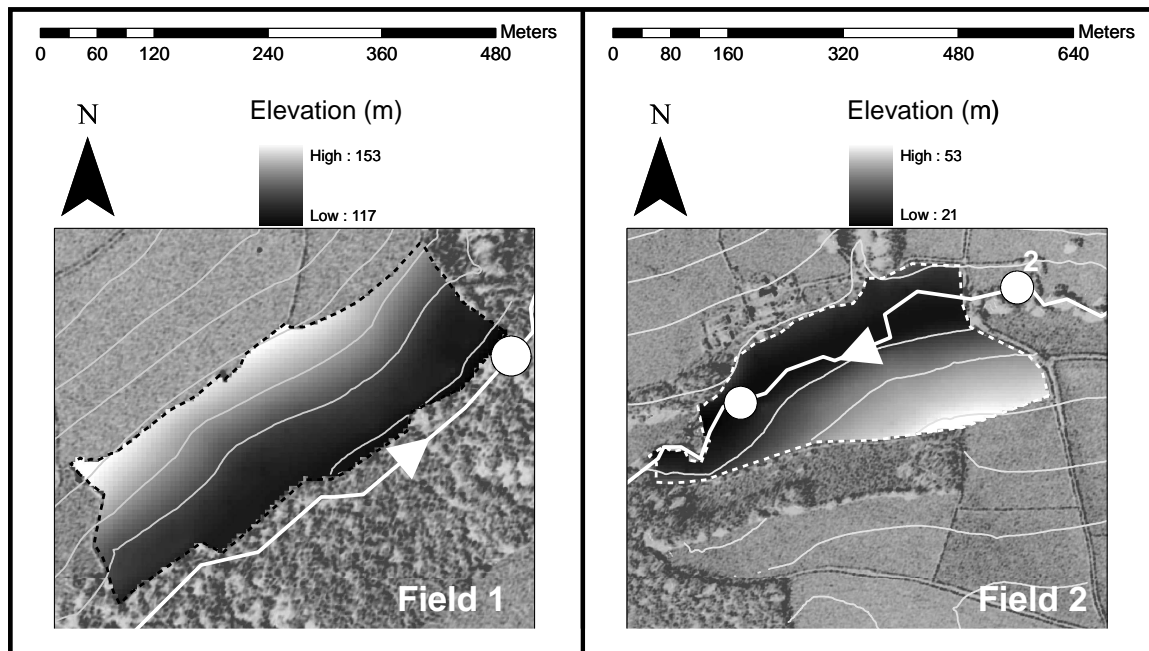 Meters
0 60 120 240 360 480
N
Elevation (m)
High : 153
Low : 117
Field 1
Meters
0 40 80 160 320 480 640
N
Elevation (m)
High : 53
Low : 21
2
Field 2